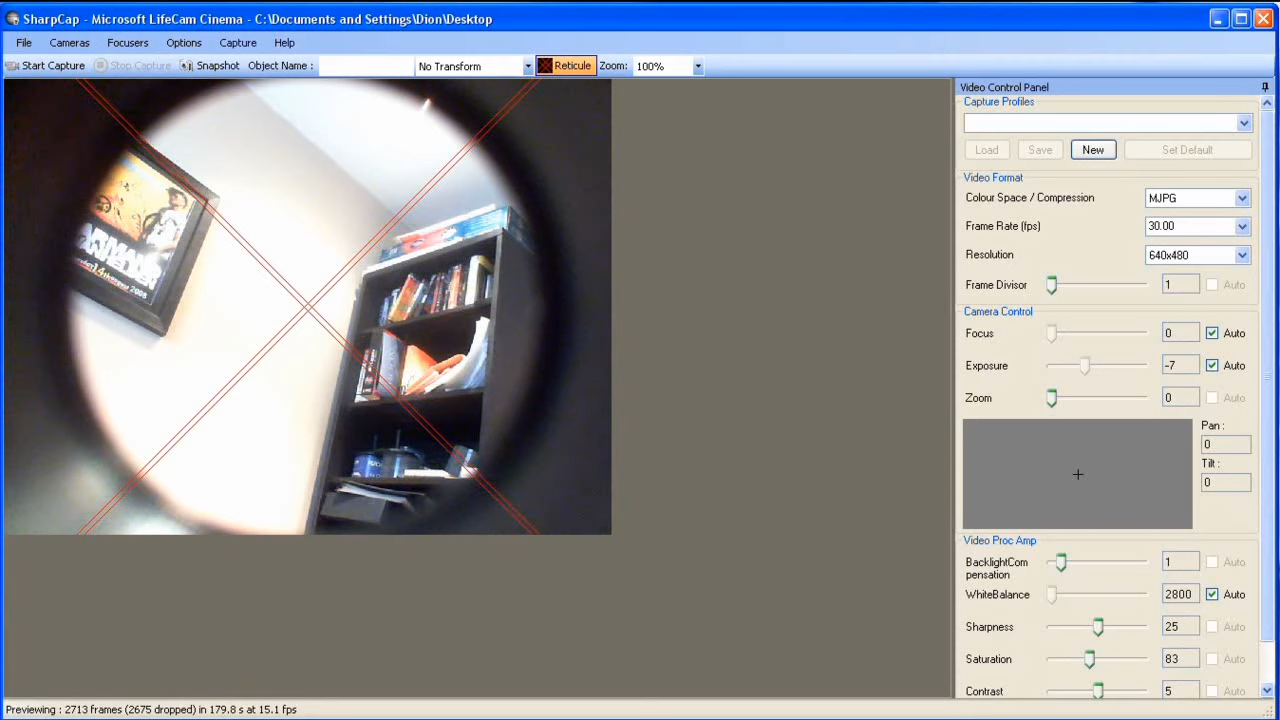 SharpCap - Microsoft LifeCam Cinema - C:\Documents and Settings\Dion\Desktop
File Cameras Focusers Options Capture Help
Start Capture Stop Capture Snapshot Object Name : No Transform Reticule Zoom: 100%
Video Control Panel
Capture Profiles
Load Save New Set Default
Video Format
Colour Space / Compression MJPG
Frame Rate (fps) 30.00
Resolution 640x480
Frame Divisor 1 Auto
Camera Control
Focus 0 Auto
Exposure -7 Auto
Zoom 0 Auto
Pan :
0
Tilt :
0
Video Proc Amp
BacklightCom
pensation 1 Auto
WhiteBalance 2800 Auto
Sharpness 25 Auto
Saturation 83 Auto
Contrast 5 Auto
ARMAND
VAN HELDEN
Previewing : 2713 frames (2675 dropped) in 179.8 s at 15.1 fps